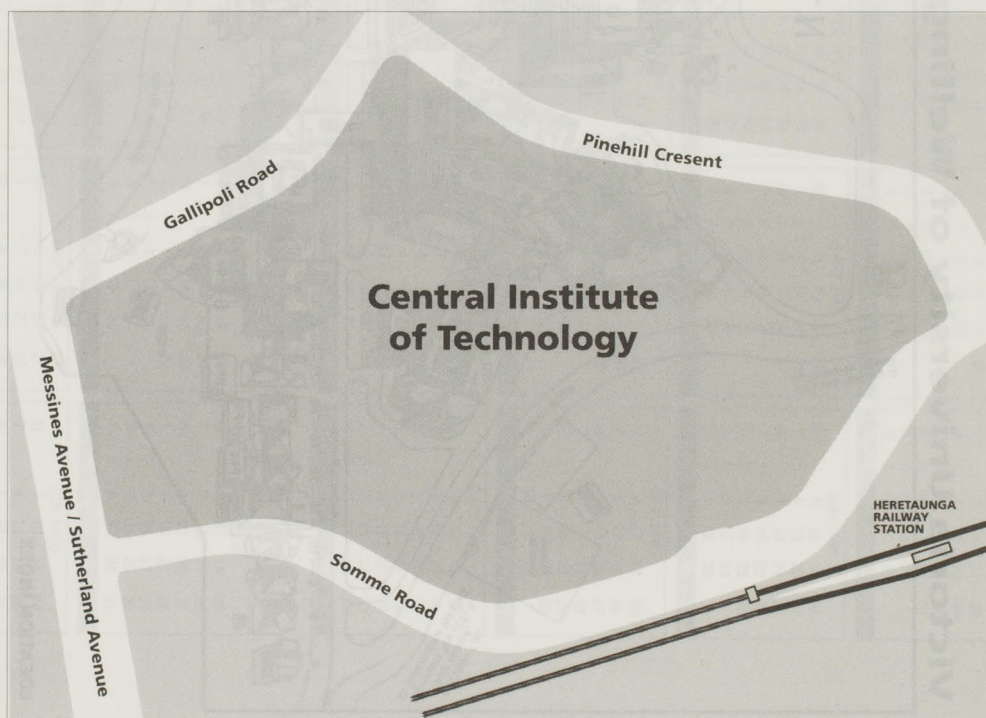 Pinehill Cresent
Gallipoli Road
Central Institute
of Technology
Messines Avenue / Sutherland Avenue
HERETAUNGA
RAILWAY
STATION
Somme Road